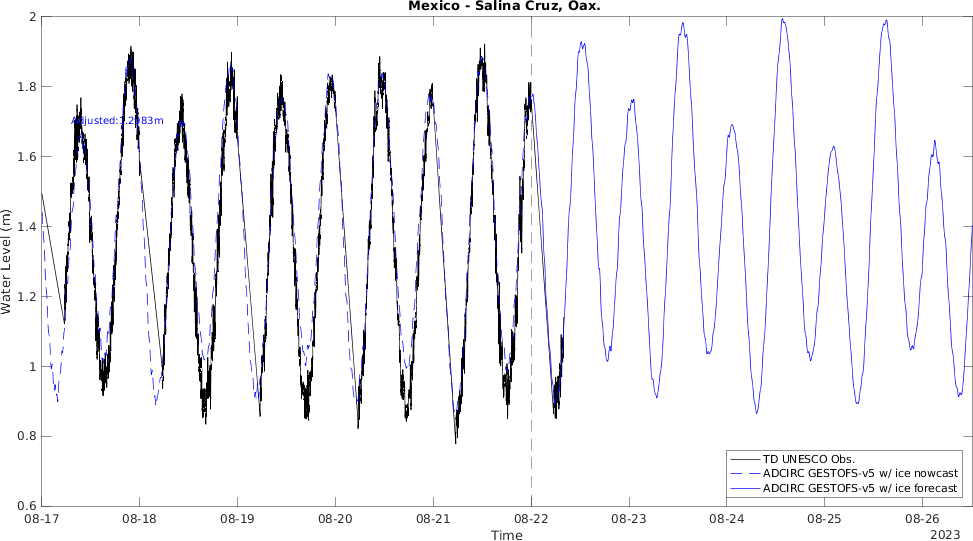 Mexico - Salina Cruz, Oax.
2
1.8
1.6
1.4
1.2
1
0.8
0.6
Water Level (m)
Adjusted:1.2983m
08-17 08-18 08-19 08-20 08-21 08-22 08-23 08-24 08-25 08-26
Time
2023
TD UNESCO Obs.
ADCIRC GESTOFS-v5 w/ ice nowcast
ADCIRC GESTOFS-v5 w/ ice forecast